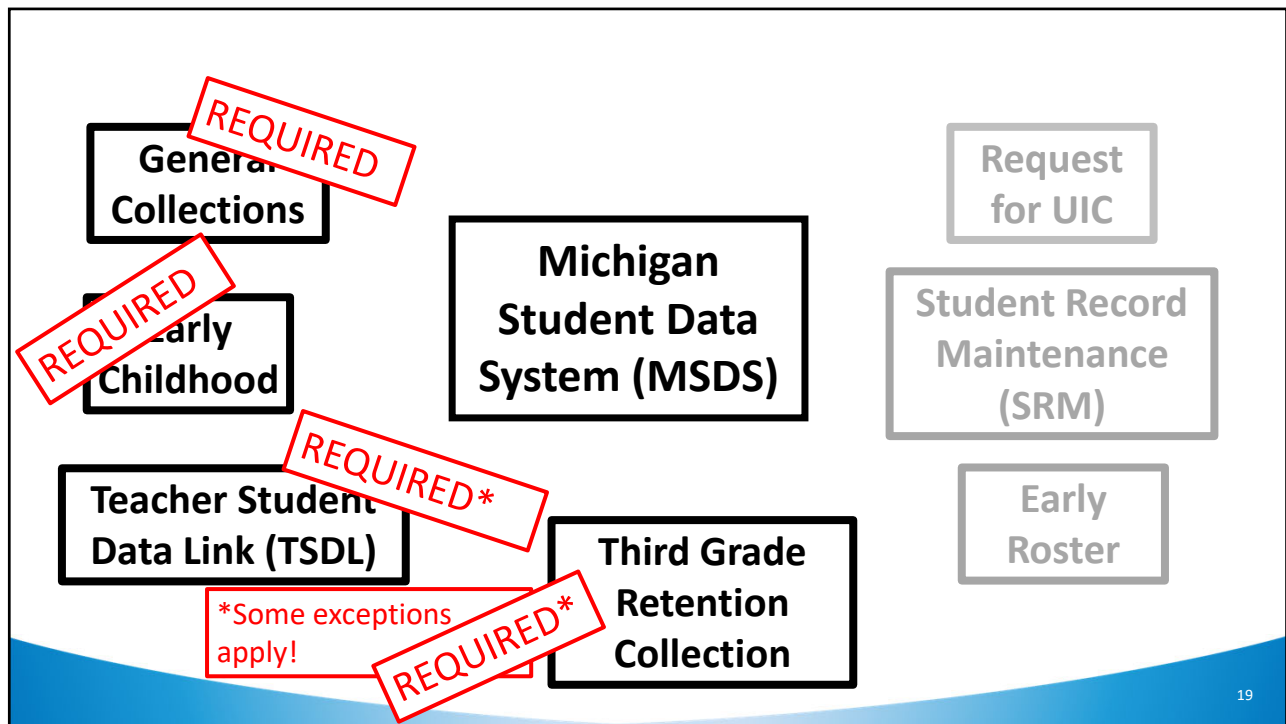 REQUIRED
General
Collections
REQUIRED
Early
Childhood
REQUIRED*
Teacher Student
Data Link (TSDL)
*Some exceptions
apply!
REQUIRED*
Michigan
Student Data
System (MSDS)
Third Grade
Retention
Collection
Request
for UIC
Student Record
Maintenance
(SRM)
Early
Roster
19